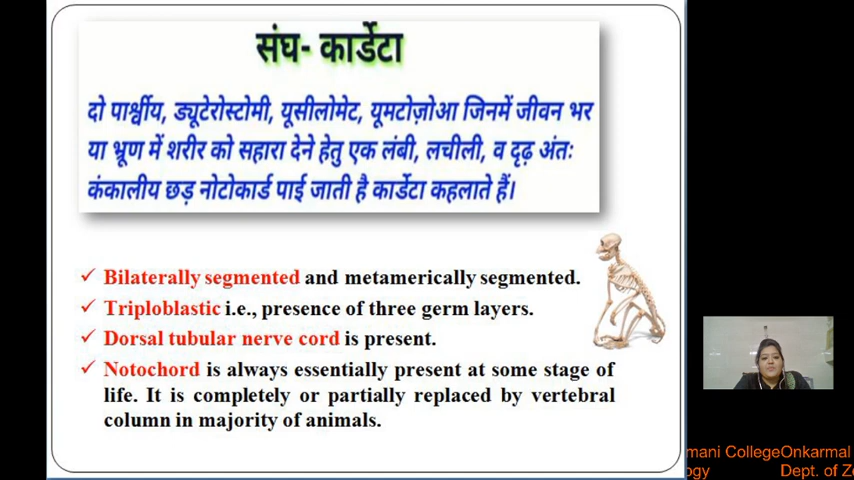 संघ- कार्डेटा
दो पार्श्वीय, ड्यूटेरोस्टोमी, यूसीलोमेट, यूमटोज़ोआ जिनमें जीवन भर
या भ्रूण में शरीर को सहारा देने हेतु एक लंबी, लचीली, व दृढ़ अंतः
कंकालीय छड़ नोटोकार्ड पाई जाती है कार्डेटा कहलाते हैं।
✓ Bilaterally segmented and metamerically segmented.
✓ Triploblastic i.e., presence of three germ layers.
✓ Dorsal tubular nerve cord is present.
✓ Notochord is always essentially present at some stage of
life. It is completely or partially replaced by vertebral
column in majority of animals.
mani CollegeOnkarmal
ogy Dept. of Z